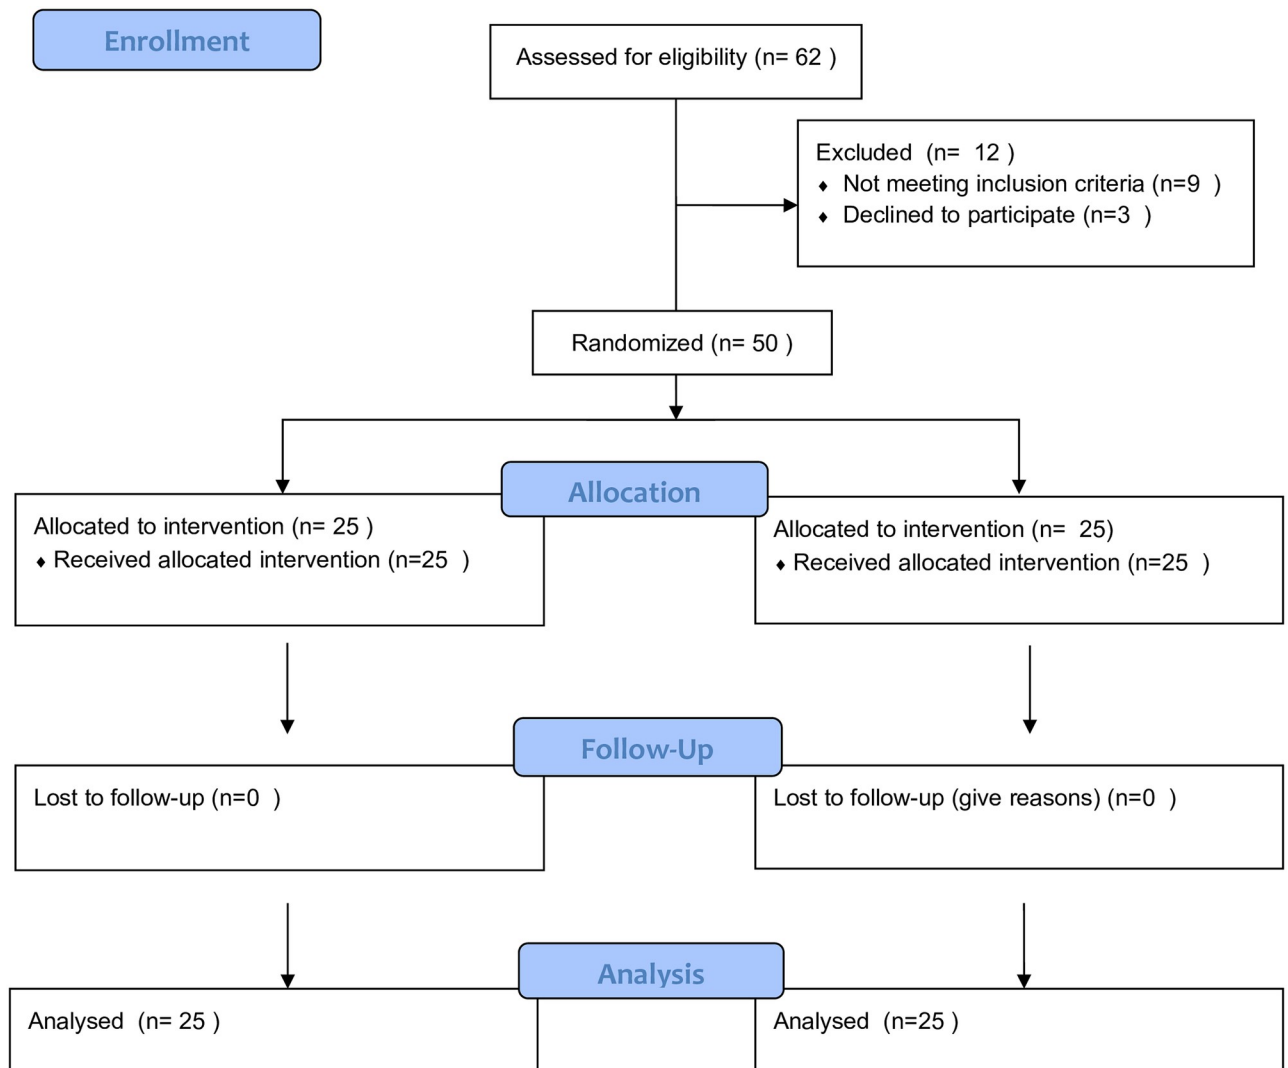 Enrollment
Assessed for eligibility (n= 62 )
Excluded  (n=  12 )
♦ Not meeting inclusion criteria (n=9  )
♦ Declined to participate (n=3  )
Randomized (n= 50 )
Allocation
Allocated to intervention (n= 25 )
♦ Received allocated intervention (n=25  )
Allocated to intervention (n=  25)
♦ Received allocated intervention (n=25  )
Follow-Up
Lost to follow-up (n=0  )
Lost to follow-up (give reasons) (n=0  )
Analysis
Analysed  (n= 25 )
Analysed  (n=25 )